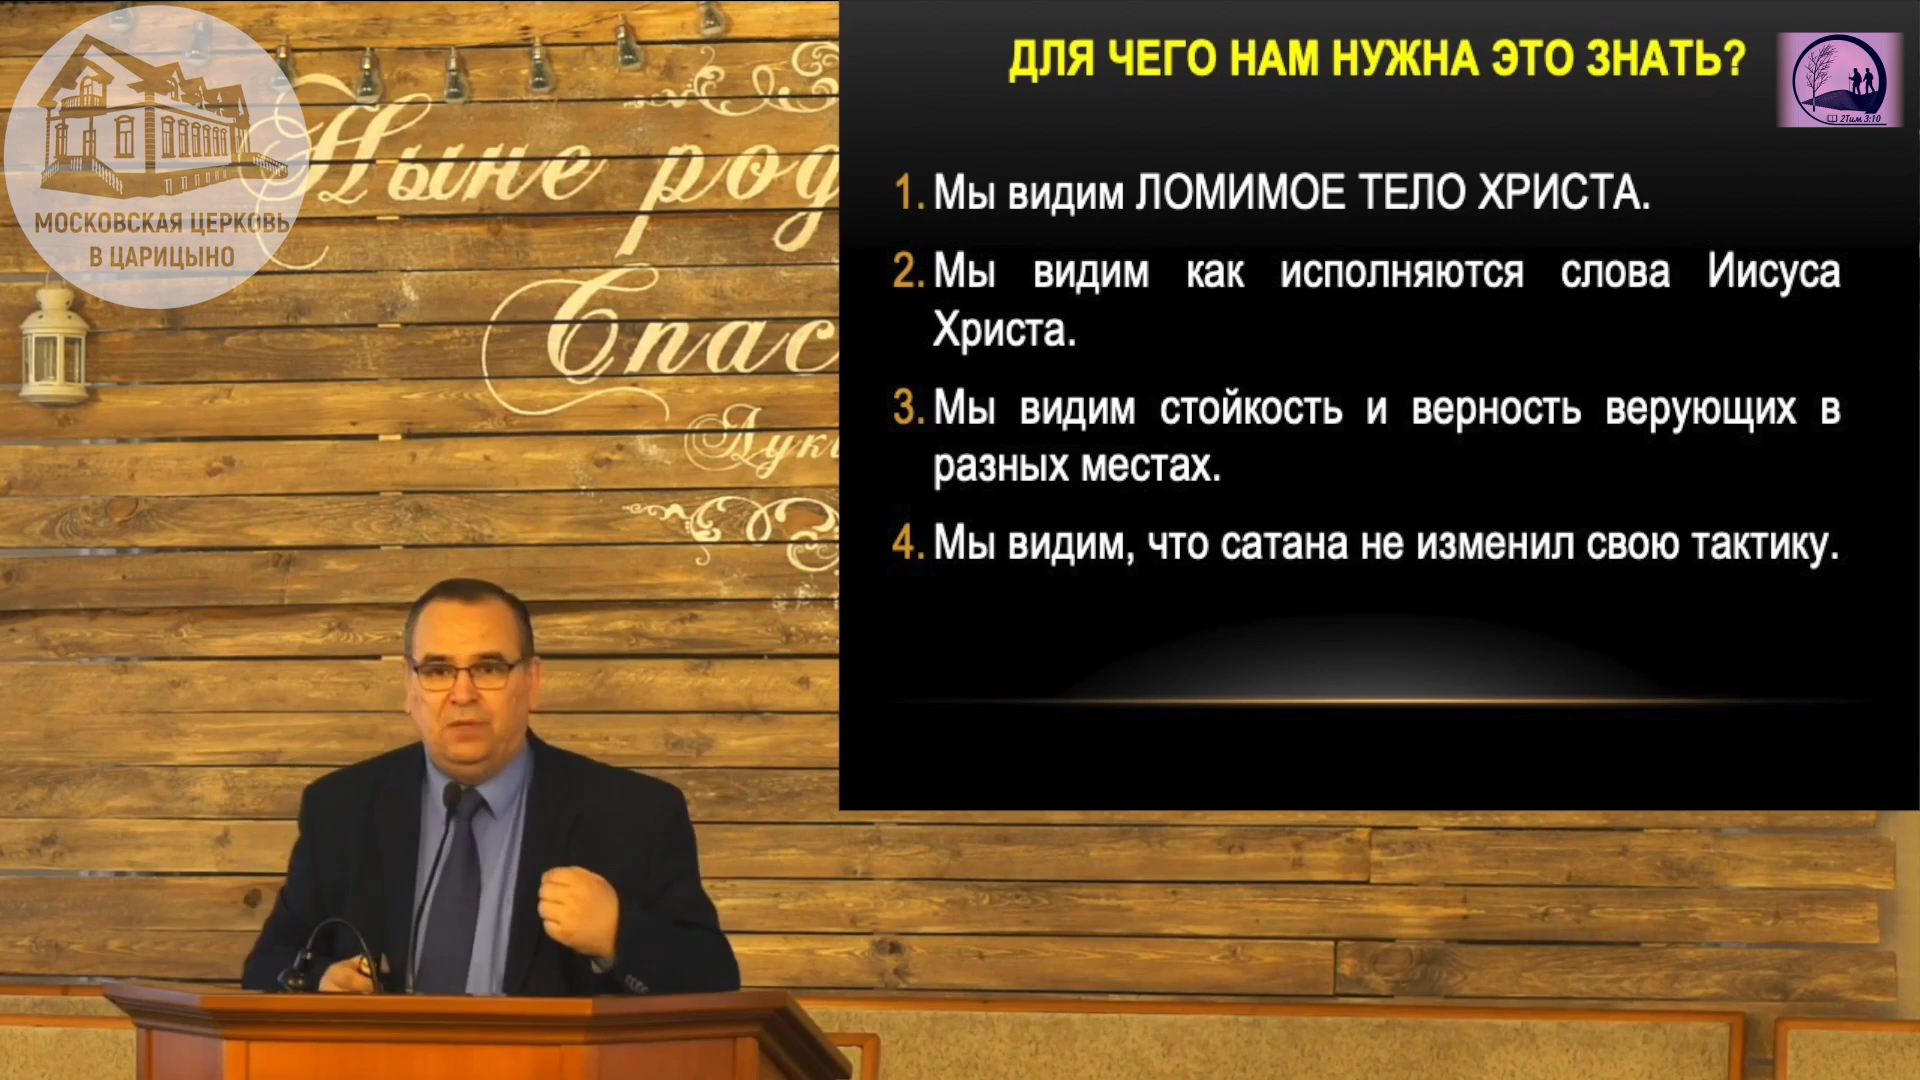 МОСКОВСКАЯ ЦЕРКОВЬ
В ЦАРИЦЫНО
Ныне род
Спас
Лук
ДЛЯ ЧЕГО НАМ НУЖНА ЭТО ЗНАТЬ?
2Тим 3:10
1. Мы видим ЛОМИМОЕ ТЕЛО ХРИСТА.
2. Мы видим как исполняются слова Иисуса
Христа.
3. Мы видим стойкость и верность верующих в
разных местах.
4. Мы видим, что сатана не изменил свою тактику.